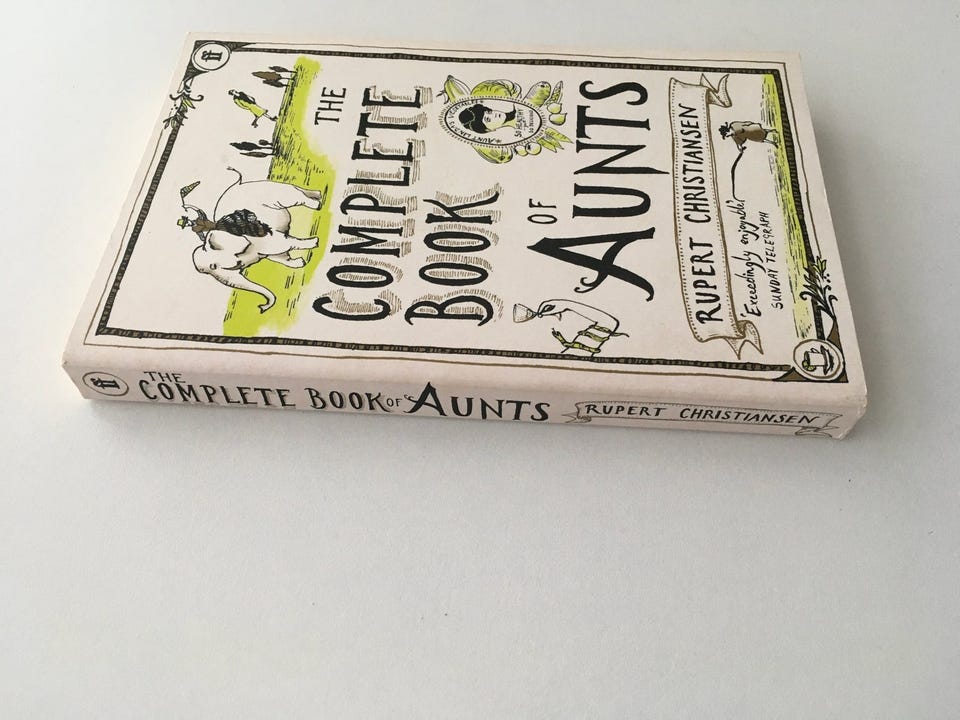 ff
THE
COMPLETE
BOOK
OF
AUNTS
RUPERT CHRISTIANSEN
'Exceedingly enjoyable.'
SUNDAY TELEGRAPH
ff
THE
COMPLETE BOOK OF AUNTS
RUPERT CHRISTIANSEN